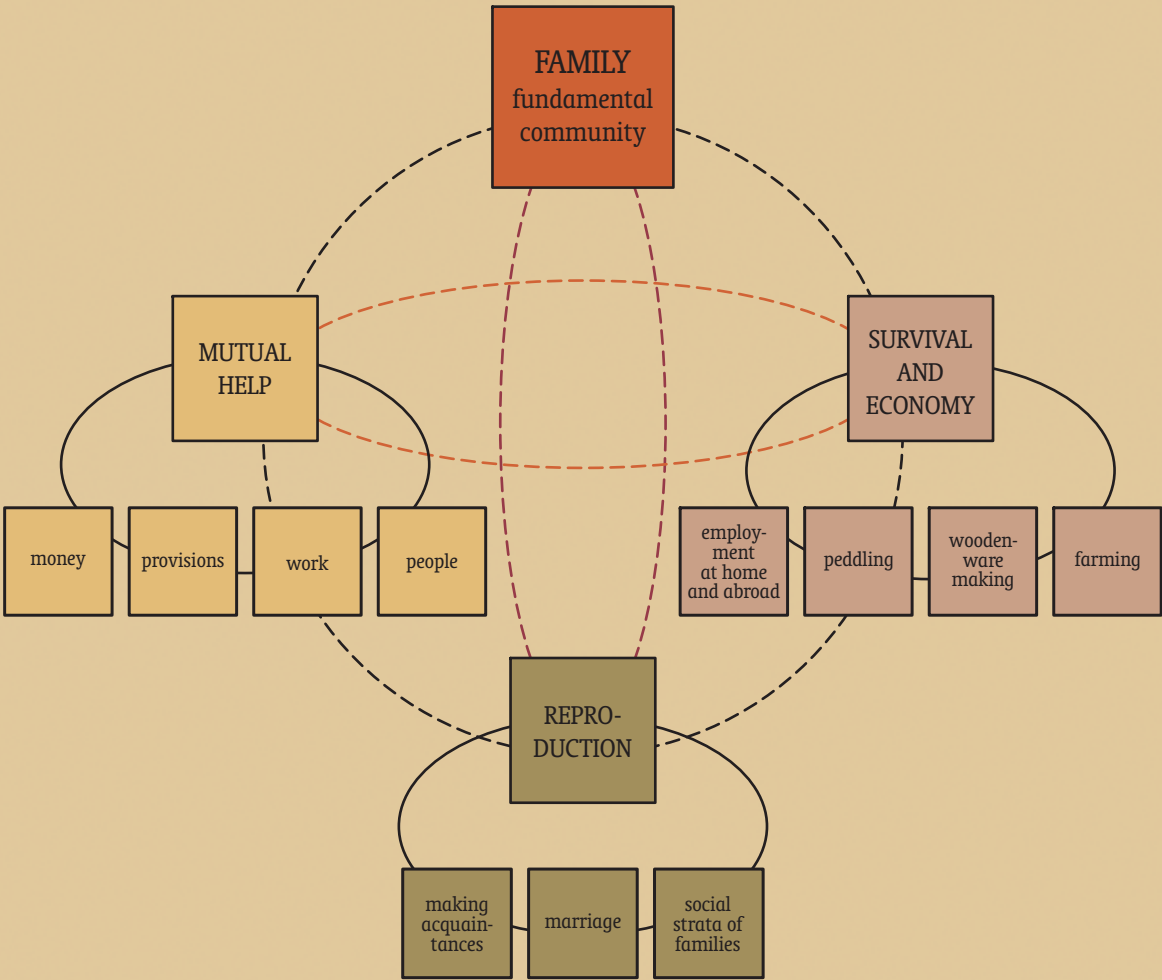 FAMILY
fundamental
community
MUTUAL
HELP
SURVIVAL
AND
ECONOMY
money
provisions
work
people
employ-
ment
at home
and abroad
peddling
wooden-
ware
making
farming
REPRO-
DUCTION
making
acquain-
tances
marriage
social
strata of
families